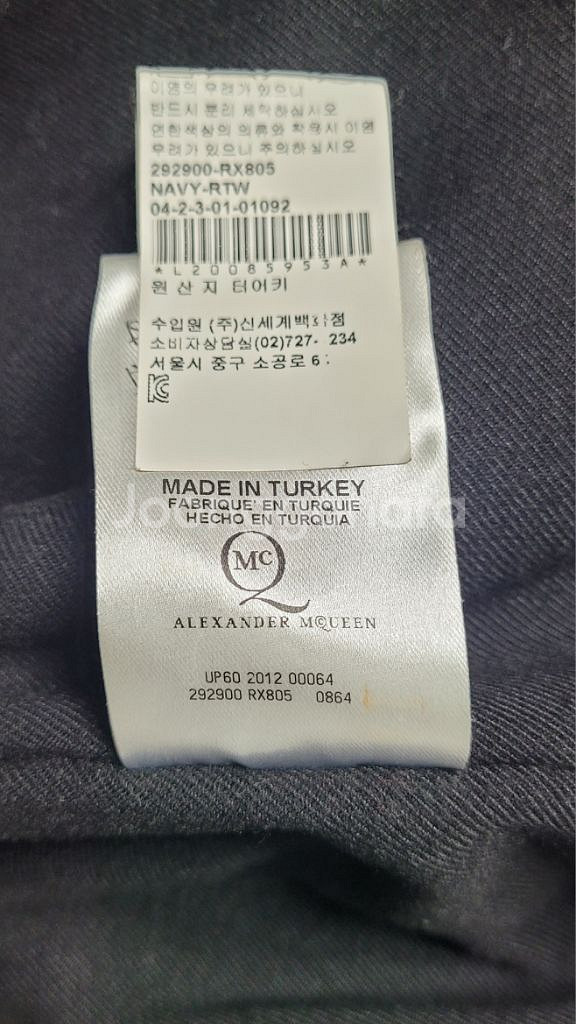 이염의 우려가 있으니
반드시 분리 세탁하십시오
연한색상의 의류와 착용시 이염
우려가 있으니 주의하십시오
292900-RX805
NAVY-RTW
04-2-3-01-01092
*L20085953A*
원산지 터어키
수입원 (주)신세계백화점
소비자상담실(02)727- 234
서울시 중구 소공로 6
KC
MADE IN TURKEY
FABRIQUE' EN TURQUIE
HECHO EN TURQUIA
McQ
ALEXANDER McQUEEN
UP60 2012 00064
292900 RX805 0864